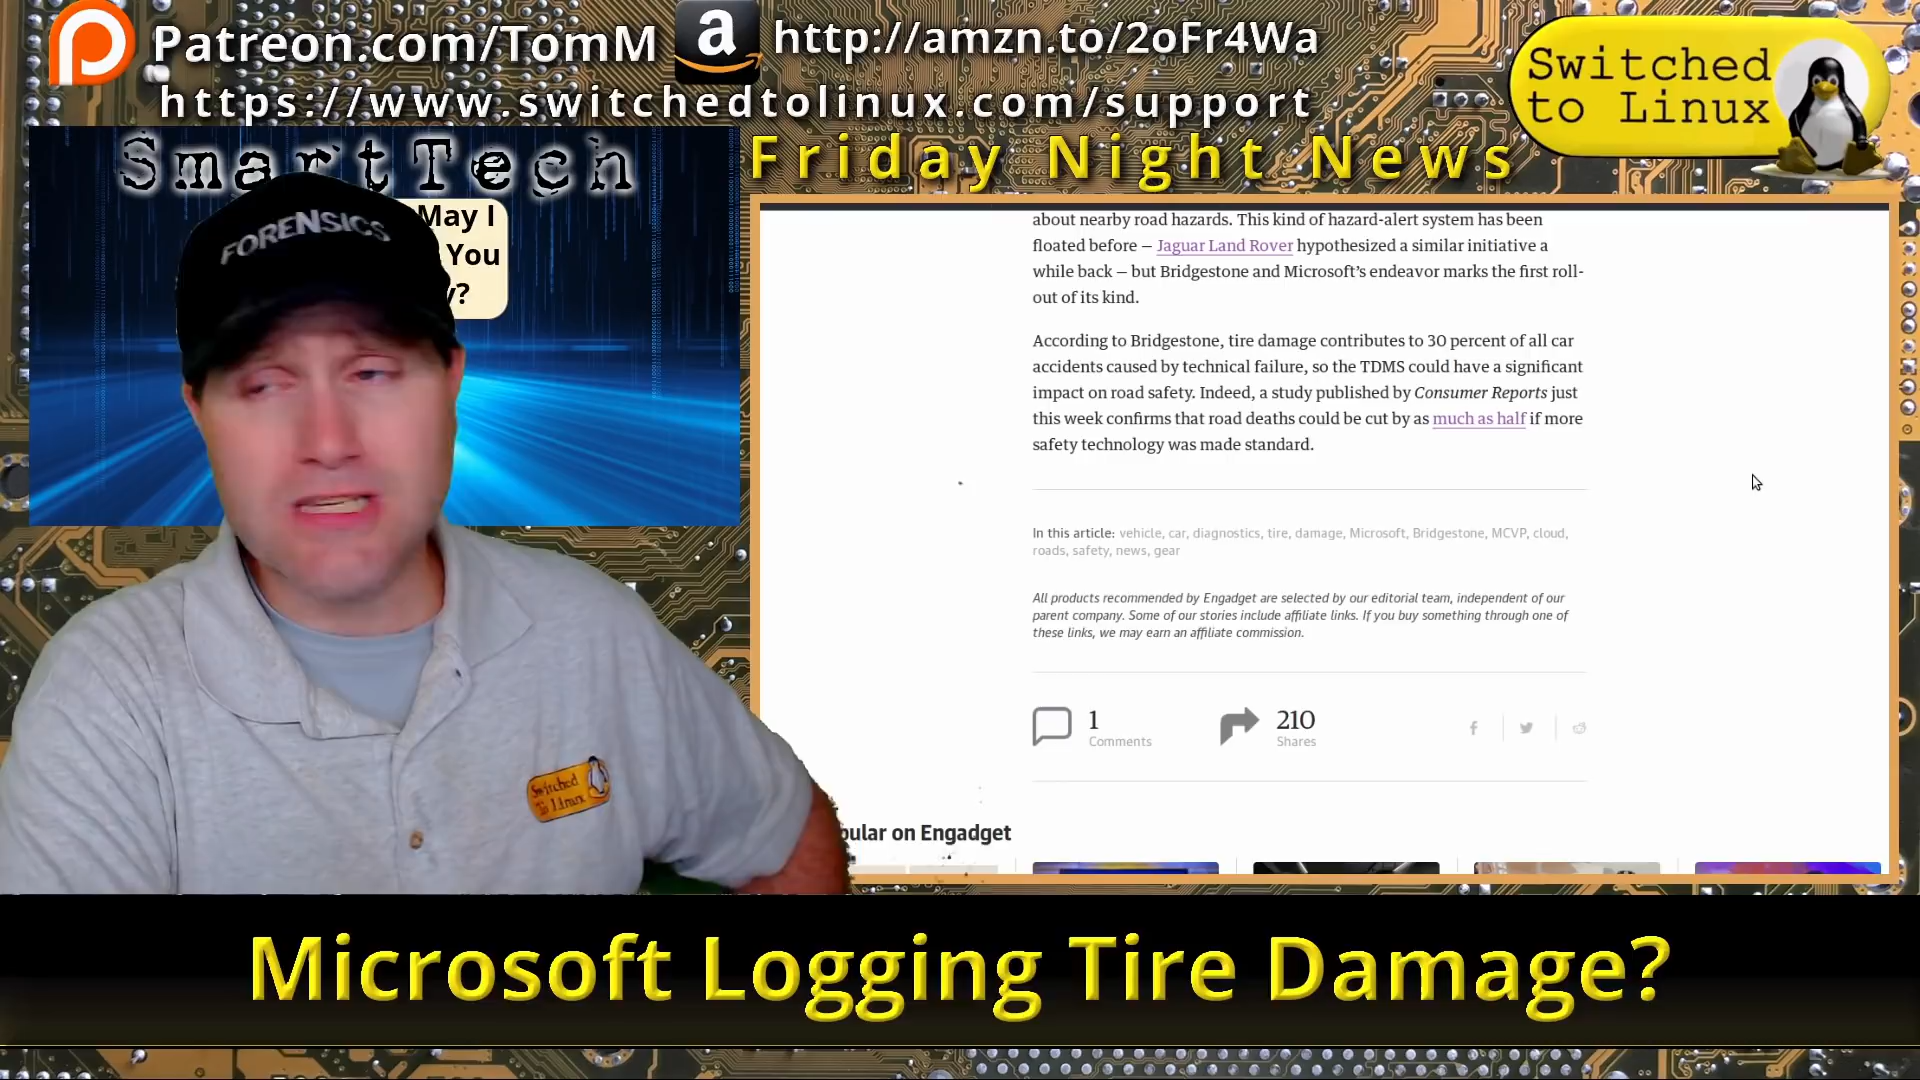 Patreon.com/TomM
http://amzn.to/2oFr4Wa
https://www.switchedtolinux.com/support
Switched
to Linux
Friday Night News
SmartTech
May I
You
y?
FORENSICS
Switched
To Linux
about nearby road hazards. This kind of hazard-alert system has been
floated before – Jaguar Land Rover hypothesized a similar initiative a
while back – but Bridgestone and Microsoft's endeavor marks the first roll-
out of its kind.
According to Bridgestone, tire damage contributes to 30 percent of all car
accidents caused by technical failure, so the TDMS could have a significant
impact on road safety. Indeed, a study published by Consumer Reports just
this week confirms that road deaths could be cut by as much as half if more
safety technology was made standard.
In this article: vehicle, car, diagnostics, tire, damage, Microsoft, Bridgestone, MCVP, cloud,
roads, safety, news, gear
All products recommended by Engadget are selected by our editorial team, independent of our
parent company. Some of our stories include affiliate links. If you buy something through one of
these links, we may earn an affiliate commission.
1
Comments
210
Shares
pular on Engadget
Microsoft Logging Tire Damage?